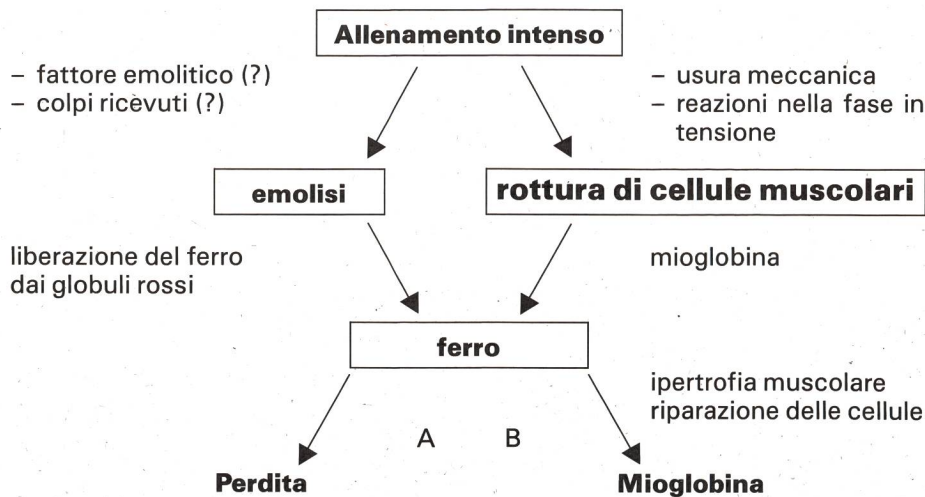 Allenamento intenso
– fattore emolitico (?)
– colpi ricevuti (?)
– usura meccanica
– reazioni nella fase in
tensione
emolisi
rottura di cellule muscolari
liberazione del ferro
dai globuli rossi
mioglobina
ferro
ipertrofia muscolare
riparazione delle cellule
A B
Perdita
Mioglobina